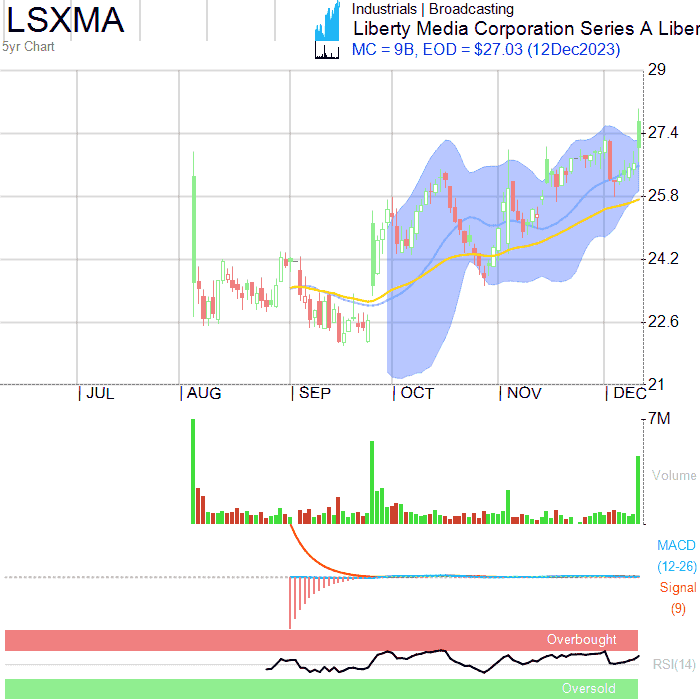 LSXMA
5yr Chart
Industrials | Broadcasting
Liberty Media Corporation Series A Liber
MC = 9B, EOD = $27.03 (12Dec2023)
29
27.4
25.8
24.2
22.6
21
| JUL | AUG | SEP | OCT | NOV | DEC
7M
Volume
MACD
(12-26)
Signal
(9)
Overbought
RSI(14)
Oversold